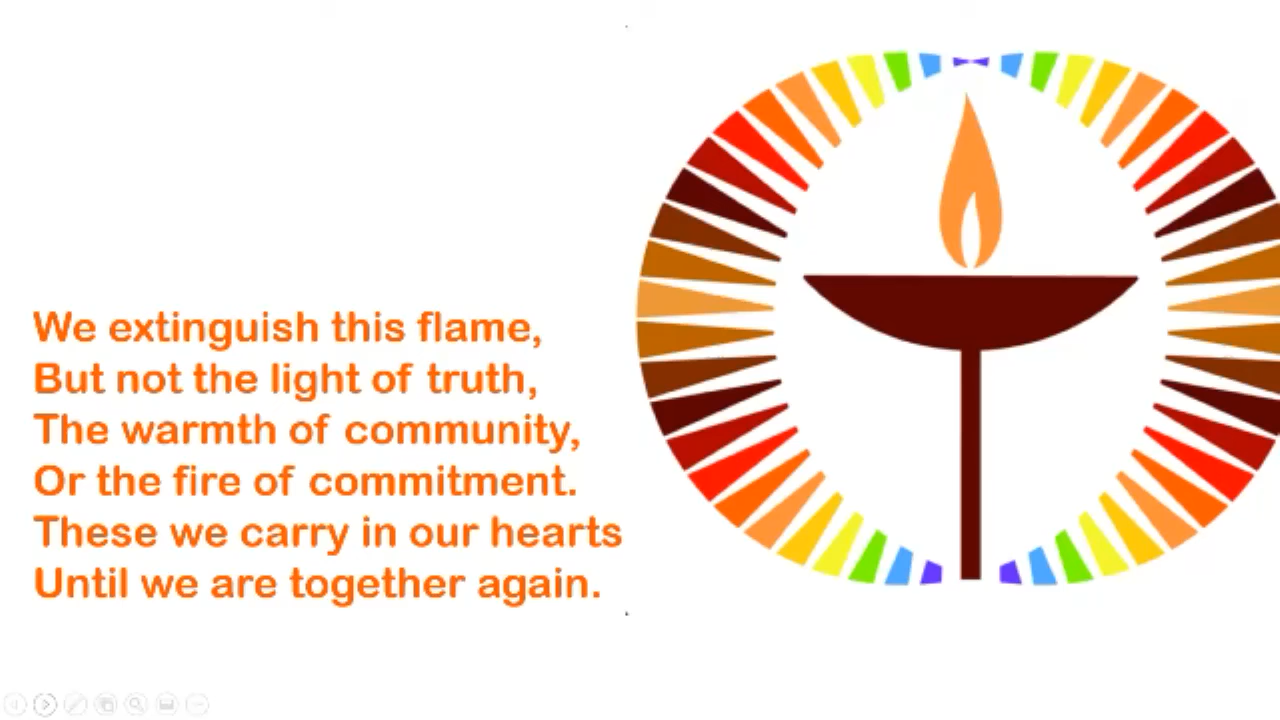 We extinguish this flame,
But not the light of truth,
The warmth of community,
Or the fire of commitment.
These we carry in our hearts
Until we are together again.